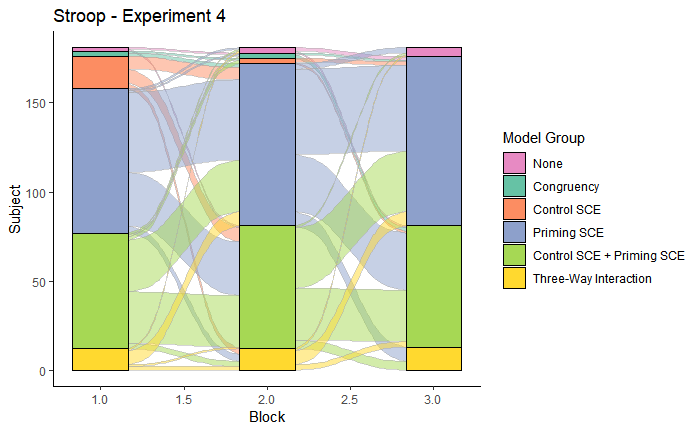 Stroop - Experiment 4
Subject
150
100
50
0
1.0
1.5
2.0
2.5
3.0
Block
Model Group
None
Congruency
Control SCE
Priming SCE
Control SCE + Priming SCE
Three-Way Interaction